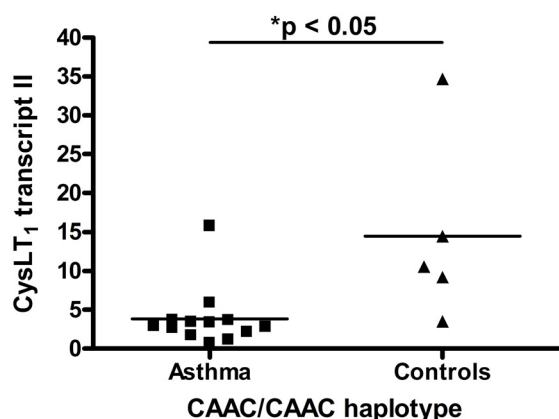 *p < 0.05
40
35
30
25
20
15
10
5
0
CysLT₁ transcript II
Asthma Controls
CAAC/CAAC haplotype